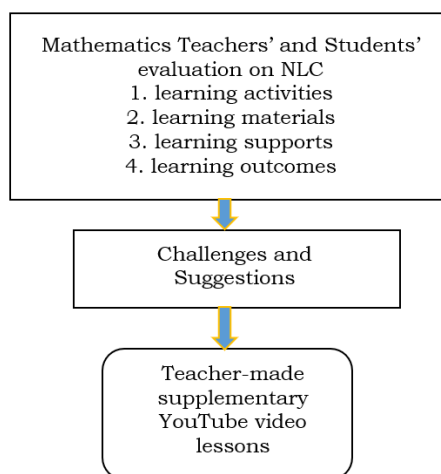 Mathematics Teachers’ and Students’
evaluation on NLC
1. learning activities
2. learning materials
3. learning supports
4. learning outcomes
Challenges and
Suggestions
Teacher-made
supplementary
YouTube video
lessons